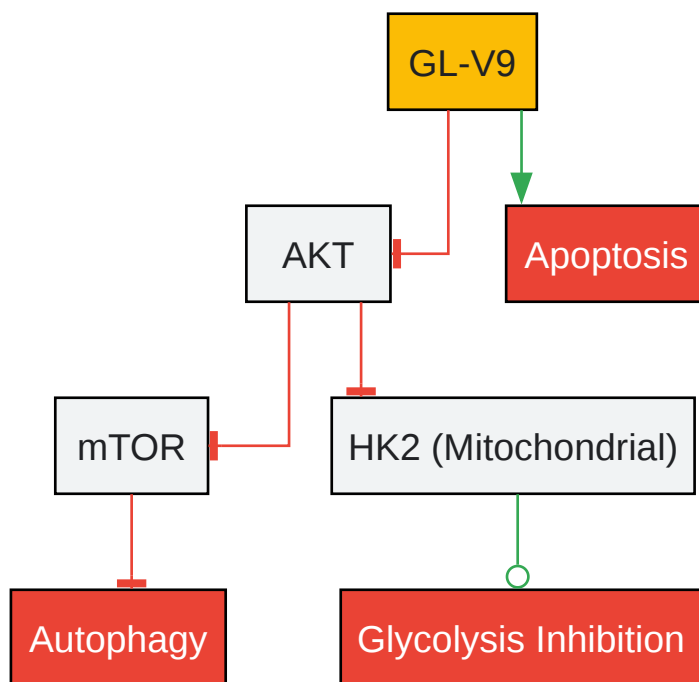 GL-V9
AKT
Apoptosis
mTOR
HK2 (Mitochondrial)
Autophagy
Glycolysis Inhibition